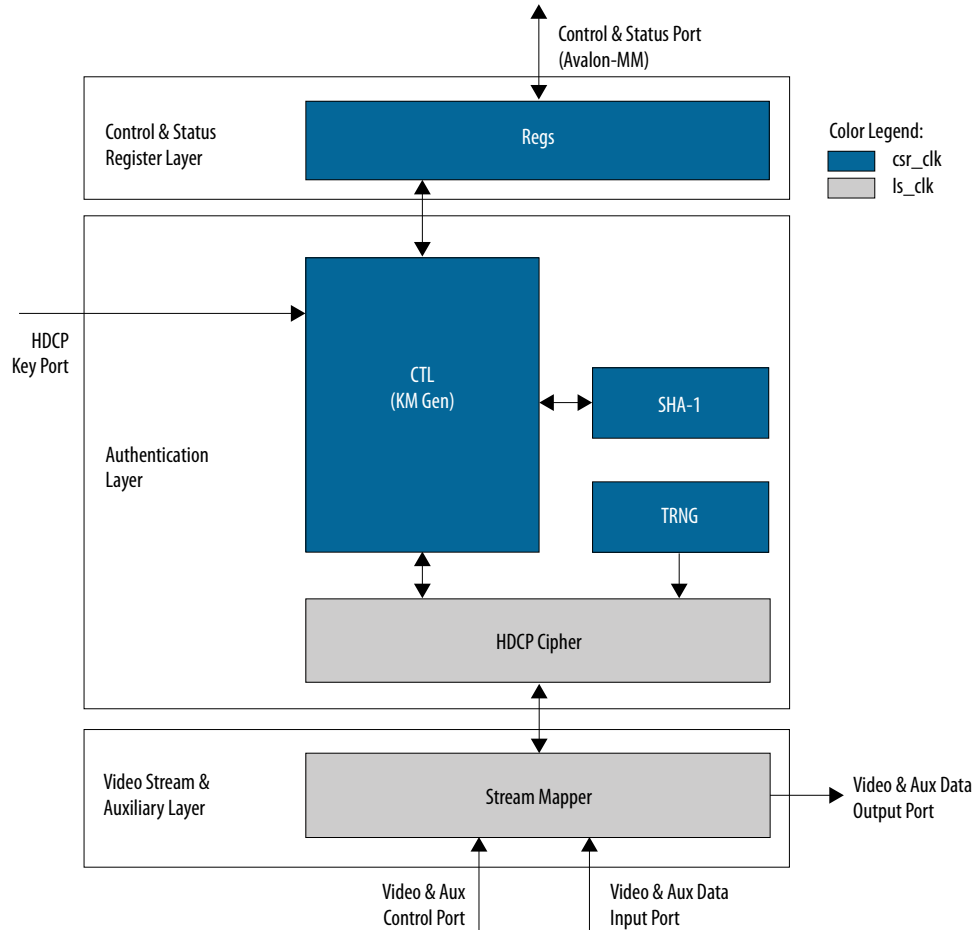 Control & Status Port
(Avalon-MM)
Control & Status
Register Layer
Regs
Color Legend:
csr_clk
ls_clk
HDCP
Key Port
CTL
(KM Gen)
SHA-1
Authentication
Layer
TRNG
HDCP Cipher
Video Stream &
Auxiliary Layer
Stream Mapper
Video & Aux Data
Output Port
Video & Aux
Control Port
Video & Aux Data
Input Port